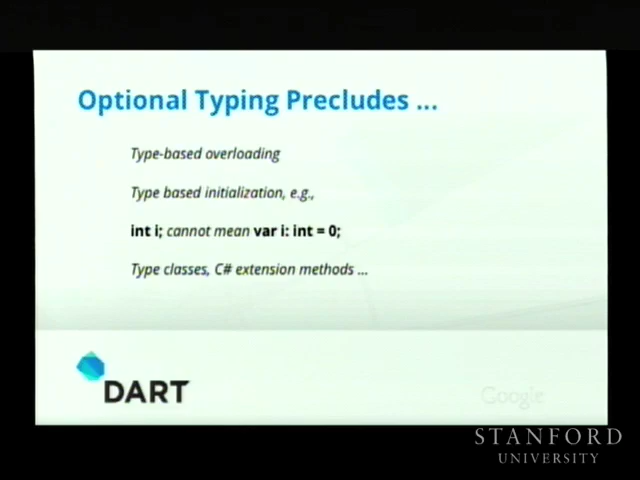 Optional Typing Precludes ...
Type-based overloading
Type based initialization, e.g.,
int i; cannot mean var i: int = 0;
Type classes, C# extension methods ...
DART
Google
STANFORD
UNIVERSITY